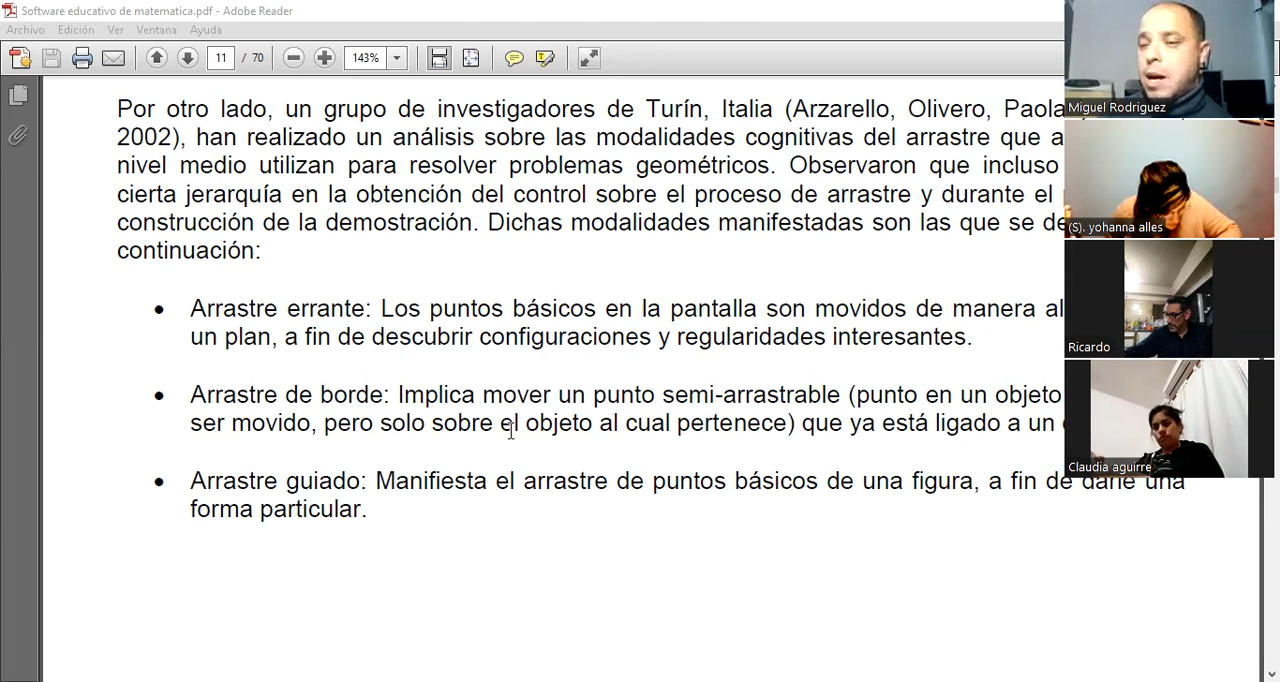 Software educativo de matematica.pdf - Adobe Reader
Archivo Edición Ver Ventana Ayuda
11 / 70 143%
Por otro lado, un grupo de investigadores de Turín, Italia (Arzarello, Olivero, Paola
2002), han realizado un análisis sobre las modalidades cognitivas del arrastre que
nivel medio utilizan para resolver problemas geométricos. Observaron que incluso
cierta jerarquía en la obtención del control sobre el proceso de arrastre y durante el
construcción de la demostración. Dichas modalidades manifestadas son las que se
continuación:
• Arrastre errante: Los puntos básicos en la pantalla son movidos de manera
un plan, a fin de descubrir configuraciones y regularidades interesantes.
• Arrastre de borde: Implica mover un punto semi-arrastrable (punto en un objeto
ser movido, pero solo sobre el objeto al cual pertenece) que ya está ligado a un
• Arrastre guiado: Manifiesta el arrastre de puntos básicos de una figura, a fin de darle una
forma particular.
Miguel Rodriguez
(S). yohanna alles
Ricardo
Claudia aguirre